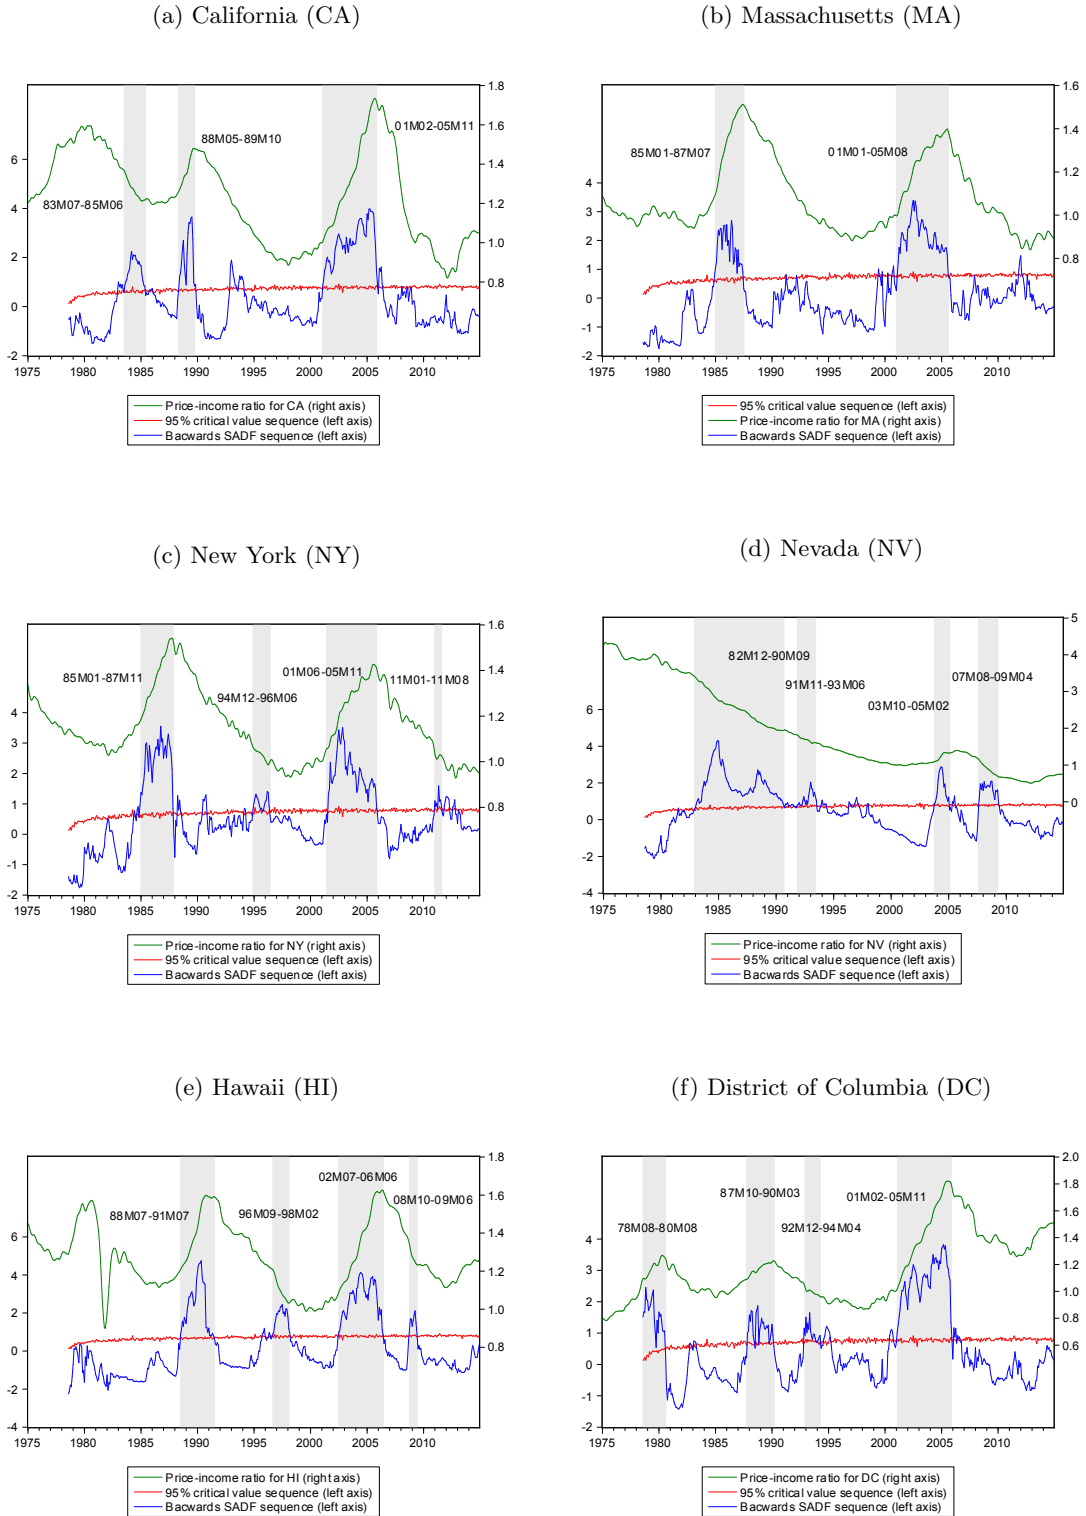 (a) California (CA)
(b) Massachusetts (MA)
1.8
1.6
1.4
1.2
1.0
0.8
6
4
2
0
-2
83M07-85M06
88M05-89M10
01M02-05M11
1975 1980 1985 1990 1995 2000 2005 2010
Price-income ratio for CA (right axis)
95% critical value sequence (left axis)
Bacwards SADF sequence (left axis)
1.6
1.4
1.2
1.0
0.8
4
3
2
1
0
-1
-2
85M01-87M07
01M01-05M08
1975 1980 1985 1990 1995 2000 2005 2010
95% critical value sequence (left axis)
Price-income ratio for MA (right axis)
Bacwards SADF sequence (left axis)
(c) New York (NY)
(d) Nevada (NV)
1.6
1.4
1.2
1.0
0.8
4
3
2
1
0
-1
-2
85M01-87M11
94M12-96M06
01M06-05M11
11M01-11M08
1975 1980 1985 1990 1995 2000 2005 2010
Price-income ratio for NY (right axis)
95% critical value sequence (left axis)
Bacwards SADF sequence (left axis)
5
4
3
2
1
0
6
4
2
0
-2
-4
82M12-90M09
91M11-93M06
03M10-05M02
07M08-09M04
1975 1980 1985 1990 1995 2000 2005 2010
Price-income ratio for NV (right axis)
95% critical value sequence (left axis)
Bacwards SADF sequence (left axis)
(e) Hawaii (HI)
(f) District of Columbia (DC)
1.8
1.6
1.4
1.2
1.0
0.8
6
4
2
0
-2
-4
88M07-91M07
96M09-98M02
02M07-06M06
08M10-09M06
1975 1980 1985 1990 1995 2000 2005 2010
Price-income ratio for HI (right axis)
95% critical value sequence (left axis)
Bacwards SADF sequence (left axis)
2.0
1.8
1.6
1.4
1.2
1.0
0.8
0.6
4
3
2
1
0
-1
-2
78M08-80M08
87M10-90M03
92M12-94M04
01M02-05M11
1975 1980 1985 1990 1995 2000 2005 2010
Price-income ratio for DC (right axis)
95% critical value sequence (left axis)
Bacwards SADF sequence (left axis)